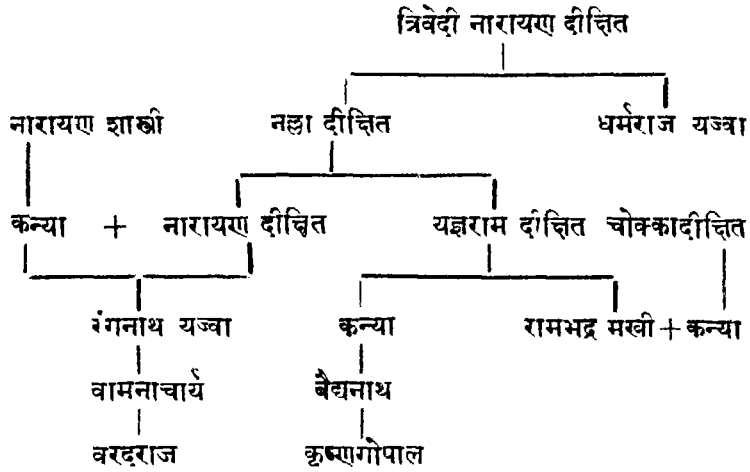 त्रिवेदी नारायण दीक्षित
नारायण शास्त्री नल्ला दीक्षित धर्मराज यज्वा
कन्या + नारायण दीक्षित यज्ञराम दीक्षित चोक्कादीक्षित
रंगनाथ यज्वा कन्या रामभद्र मखी + कन्या
वामनाचार्य बैद्यनाथ
वरदराज कृष्णगोपाल